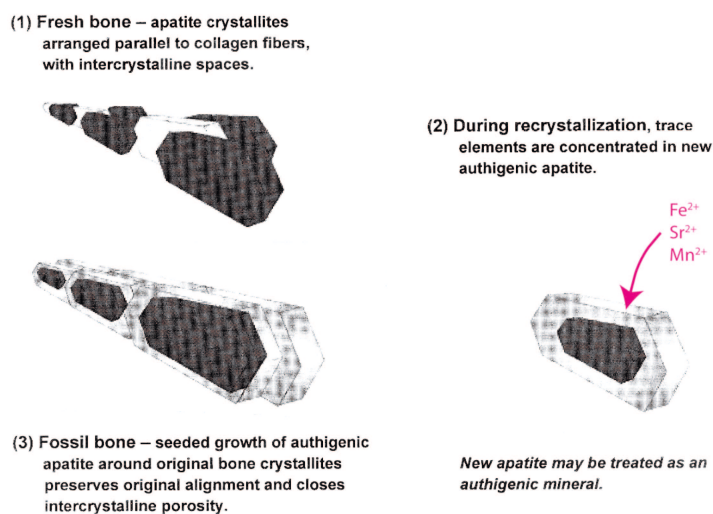 (1) Fresh bone – apatite crystallites
arranged parallel to collagen fibers,
with intercrystalline spaces.
(2) During recrystallization, trace
elements are concentrated in new
authigenic apatite.
Fe²⁺
Sr²⁺
Mn²⁺
(3) Fossil bone – seeded growth of authigenic
apatite around original bone crystallites
preserves original alignment and closes
intercrystalline porosity.
New apatite may be treated as an
authigenic mineral.